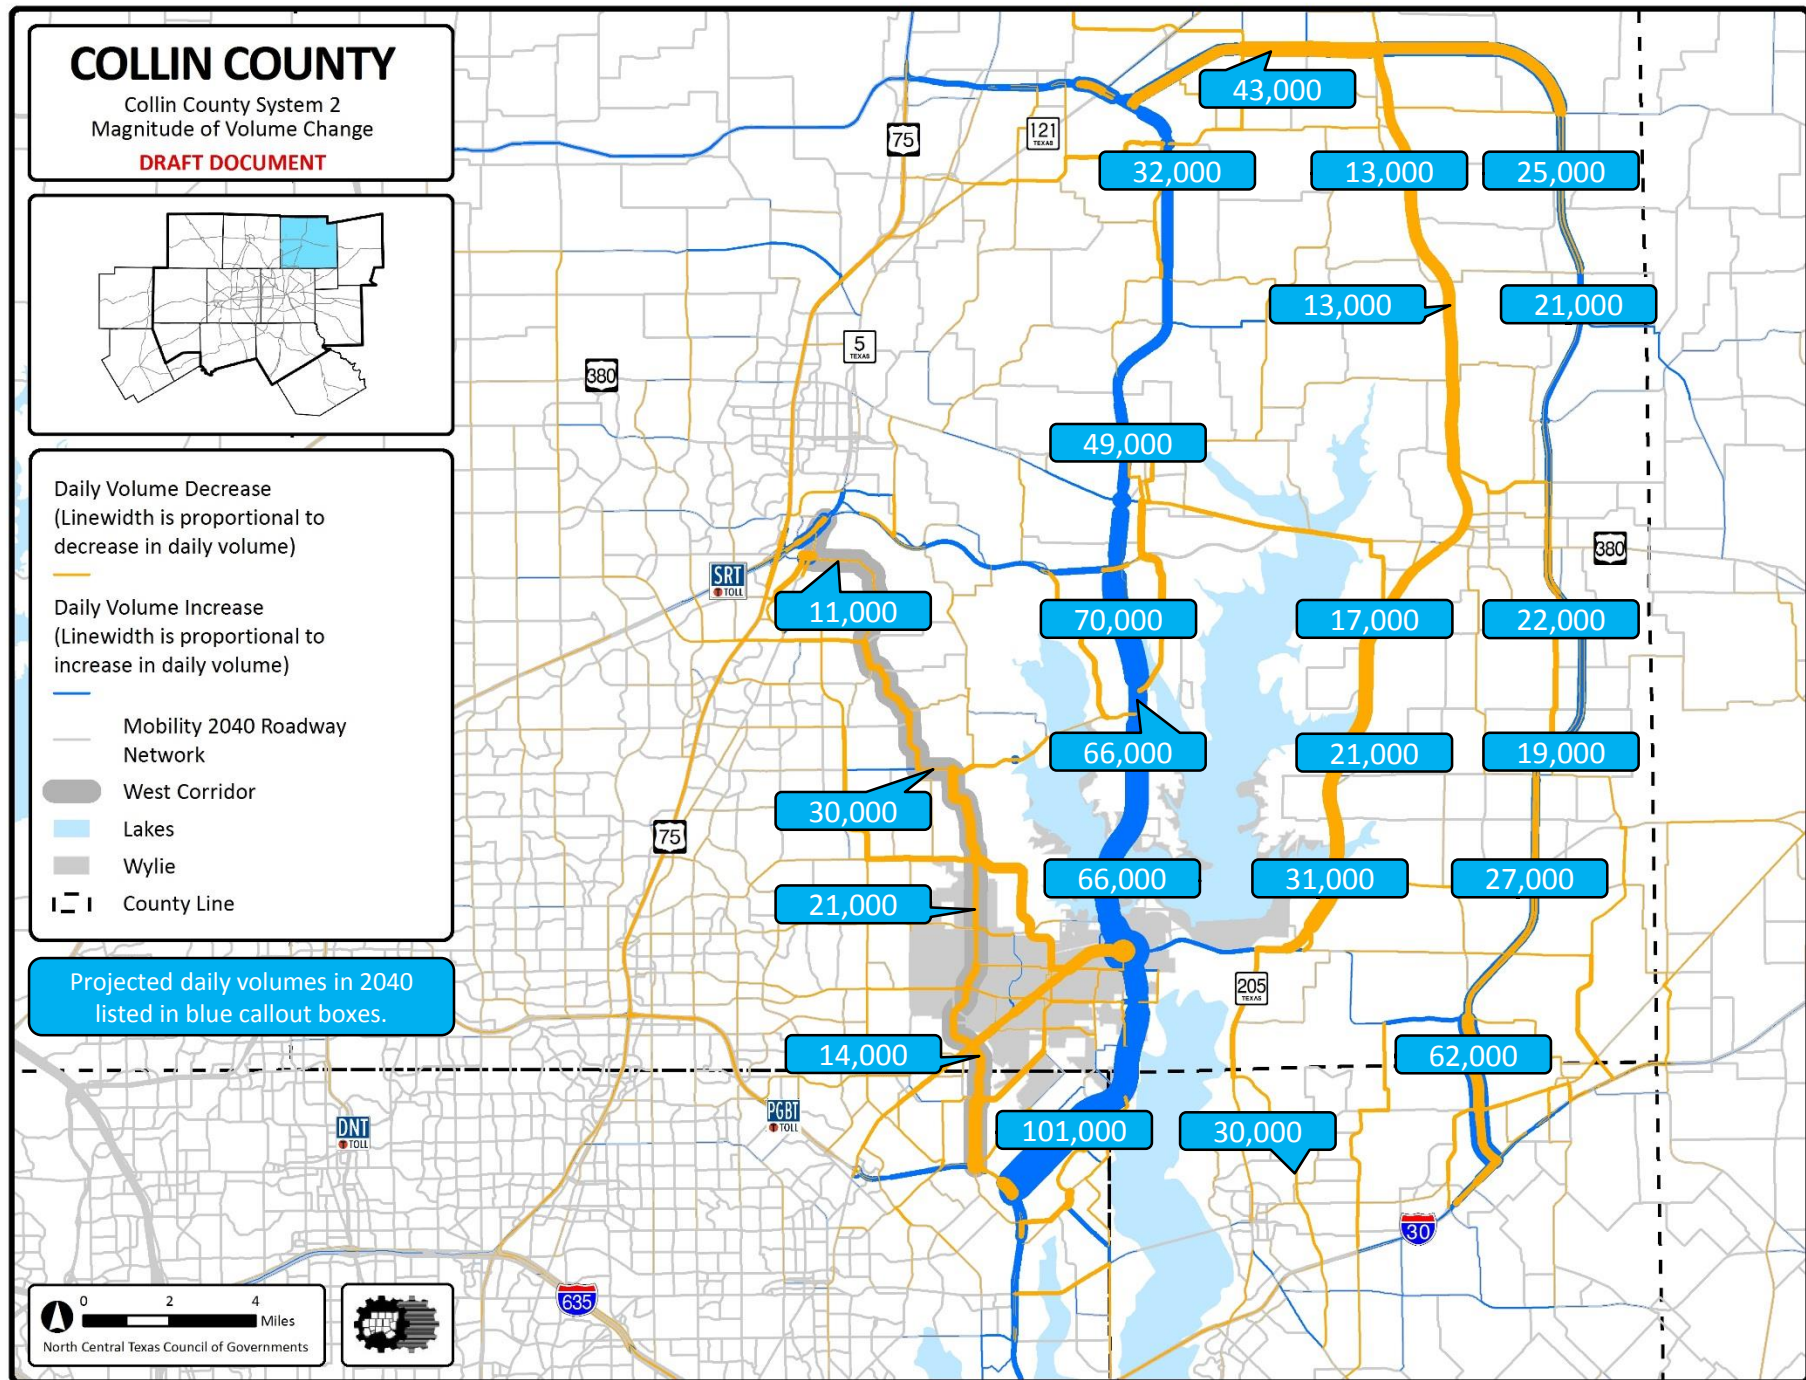 COLLIN COUNTY
Collin County System 2
Magnitude of Volume Change
DRAFT DOCUMENT
Daily Volume Decrease
(Linewidth is proportional to
decrease in daily volume)
Daily Volume Increase
(Linewidth is proportional to
increase in daily volume)
Mobility 2040 Roadway
Network
West Corridor
Lakes
Wylie
County Line
Projected daily volumes in 2040
listed in blue callout boxes.
0 2 4
Miles
North Central Texas Council of Governments
43,000
75
121
TEXAS
32,000
13,000
25,000
13,000
21,000
5
TEXAS
380
49,000
380
SRT
TOLL
11,000
70,000
17,000
22,000
66,000
21,000
19,000
30,000
75
66,000
31,000
27,000
21,000
205
TEXAS
14,000
62,000
DNT
TOLL
PGBT
TOLL
101,000
30,000
30
635